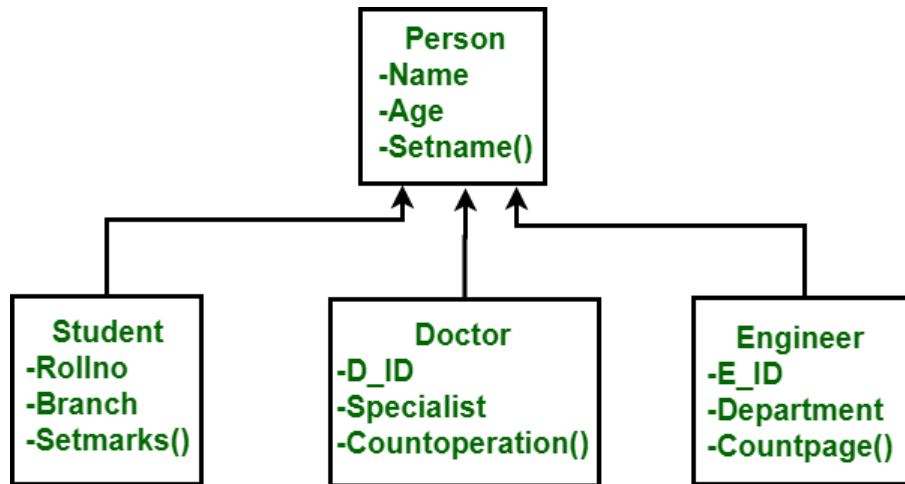 Person
-Name
-Age
-Setname()
Student
-Rollno
-Branch
-Setmarks()
Doctor
-D_ID
-Specialist
-Countoperation()
Engineer
-E_ID
-Department
-Countpage()